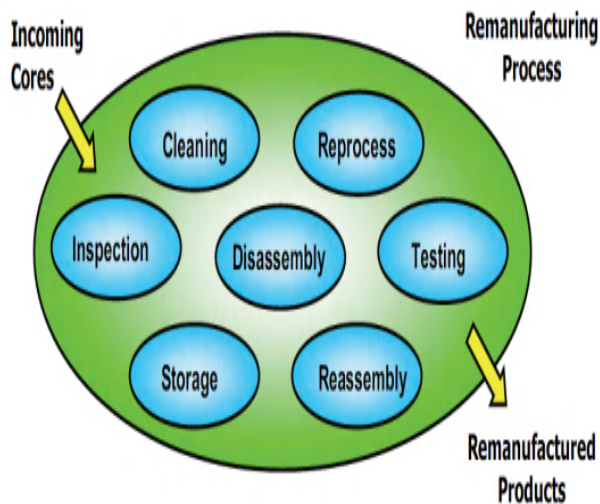 Incoming
Cores
Remanufacturing
Process
Cleaning
Reprocess
Inspection
Disassembly
Testing
Storage
Reassembly
Remanufactured
Products